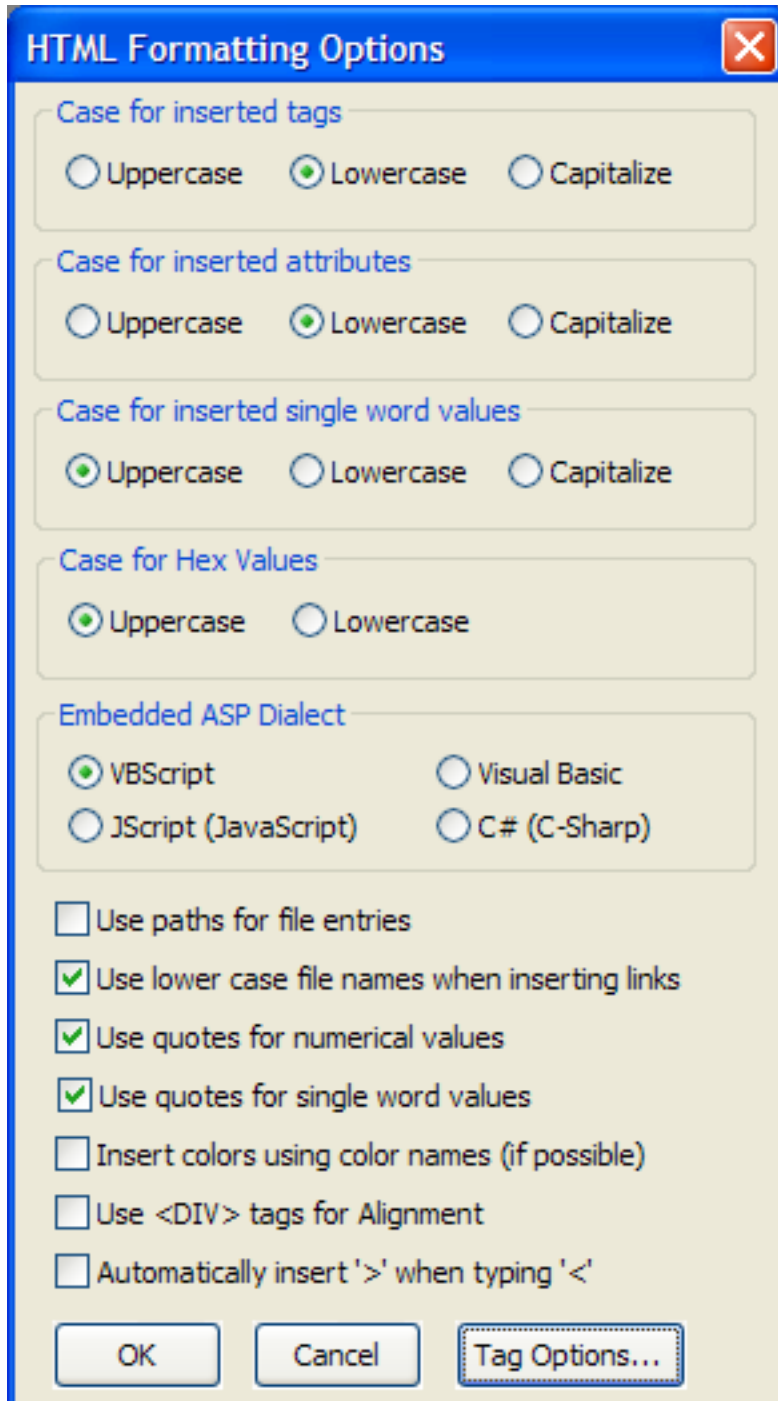 HTML Formatting Options
Case for inserted tags
Uppercase Lowercase Capitalize
Case for inserted attributes
Uppercase Lowercase Capitalize
Case for inserted single word values
Uppercase Lowercase Capitalize
Case for Hex Values
Uppercase Lowercase
Embedded ASP Dialect
VBScript Visual Basic
JScript (JavaScript) C# (C-Sharp)
Use paths for file entries
Use lower case file names when inserting links
Use quotes for numerical values
Use quotes for single word values
Insert colors using color names (if possible)
Use <DIV> tags for Alignment
Automatically insert '>' when typing '<'
OK Cancel Tag Options...